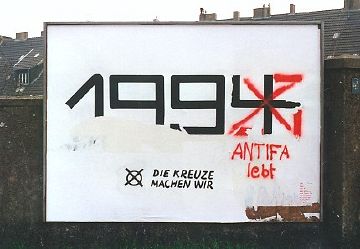 1994
ANTIFA
lebt
DIE KREUZE
MACHEN WIR